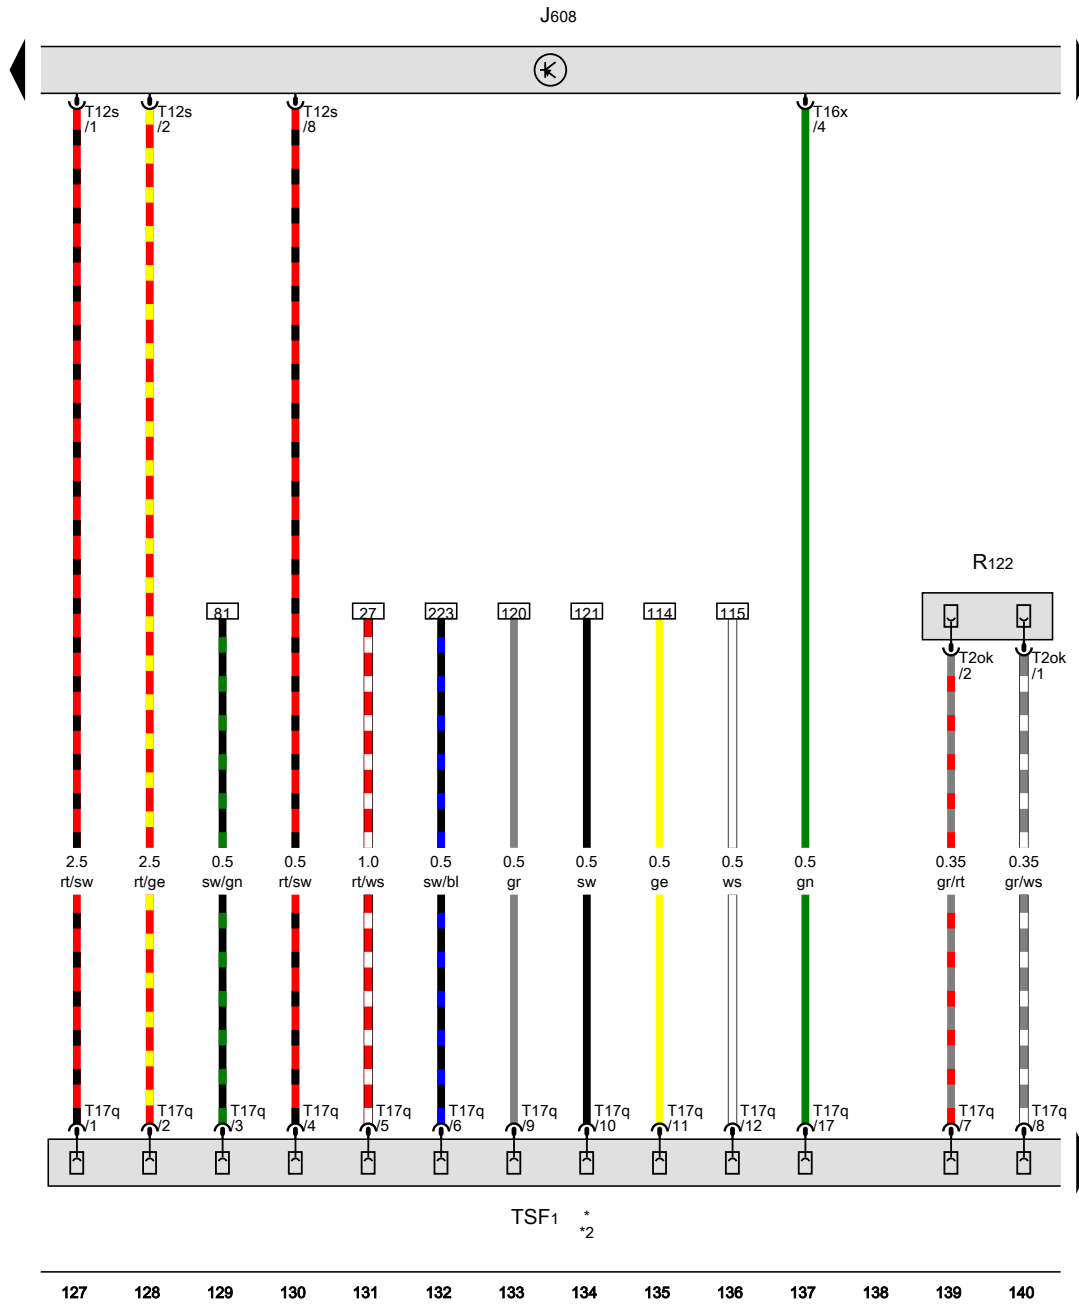 J608
T12s
/1
T12s
/2
T12s
/8
T16x
/4
R122
81
27
223
120
121
114
115
T2ok
/2
T2ok
/1
2.5 2.5 0.5 0.5 1.0 0.5 0.5 0.5 0.5 0.5 0.5 0.35 0.35
rt/sw rt/ge sw/gn rt/sw rt/ws sw/bl gr sw ge ws gn gr/rt gr/ws
T17q
/1
T17q
/2
T17q
/3
T17q
/4
T17q
/5
T17q
/6
T17q
/9
T17q
/10
T17q
/11
T17q
/12
T17q
/17
T17q
/7
T17q
/8
TSF1 *
*2
127 128 129 130 131 132 133 134 135 136 137 138 139 140